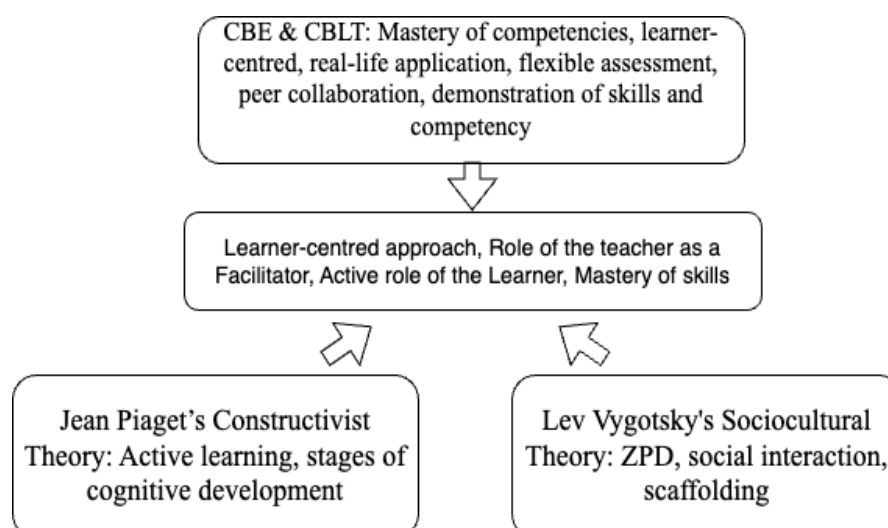 CBE & CBLT: Mastery of competencies, learner-
centred, real-life application, flexible assessment,
peer collaboration, demonstration of skills and
competency
Learner-centred approach, Role of the teacher as a
Facilitator, Active role of the Learner, Mastery of skills
Jean Piaget’s Constructivist
Theory: Active learning, stages of
cognitive development
Lev Vygotsky's Sociocultural
Theory: ZPD, social interaction,
scaffolding